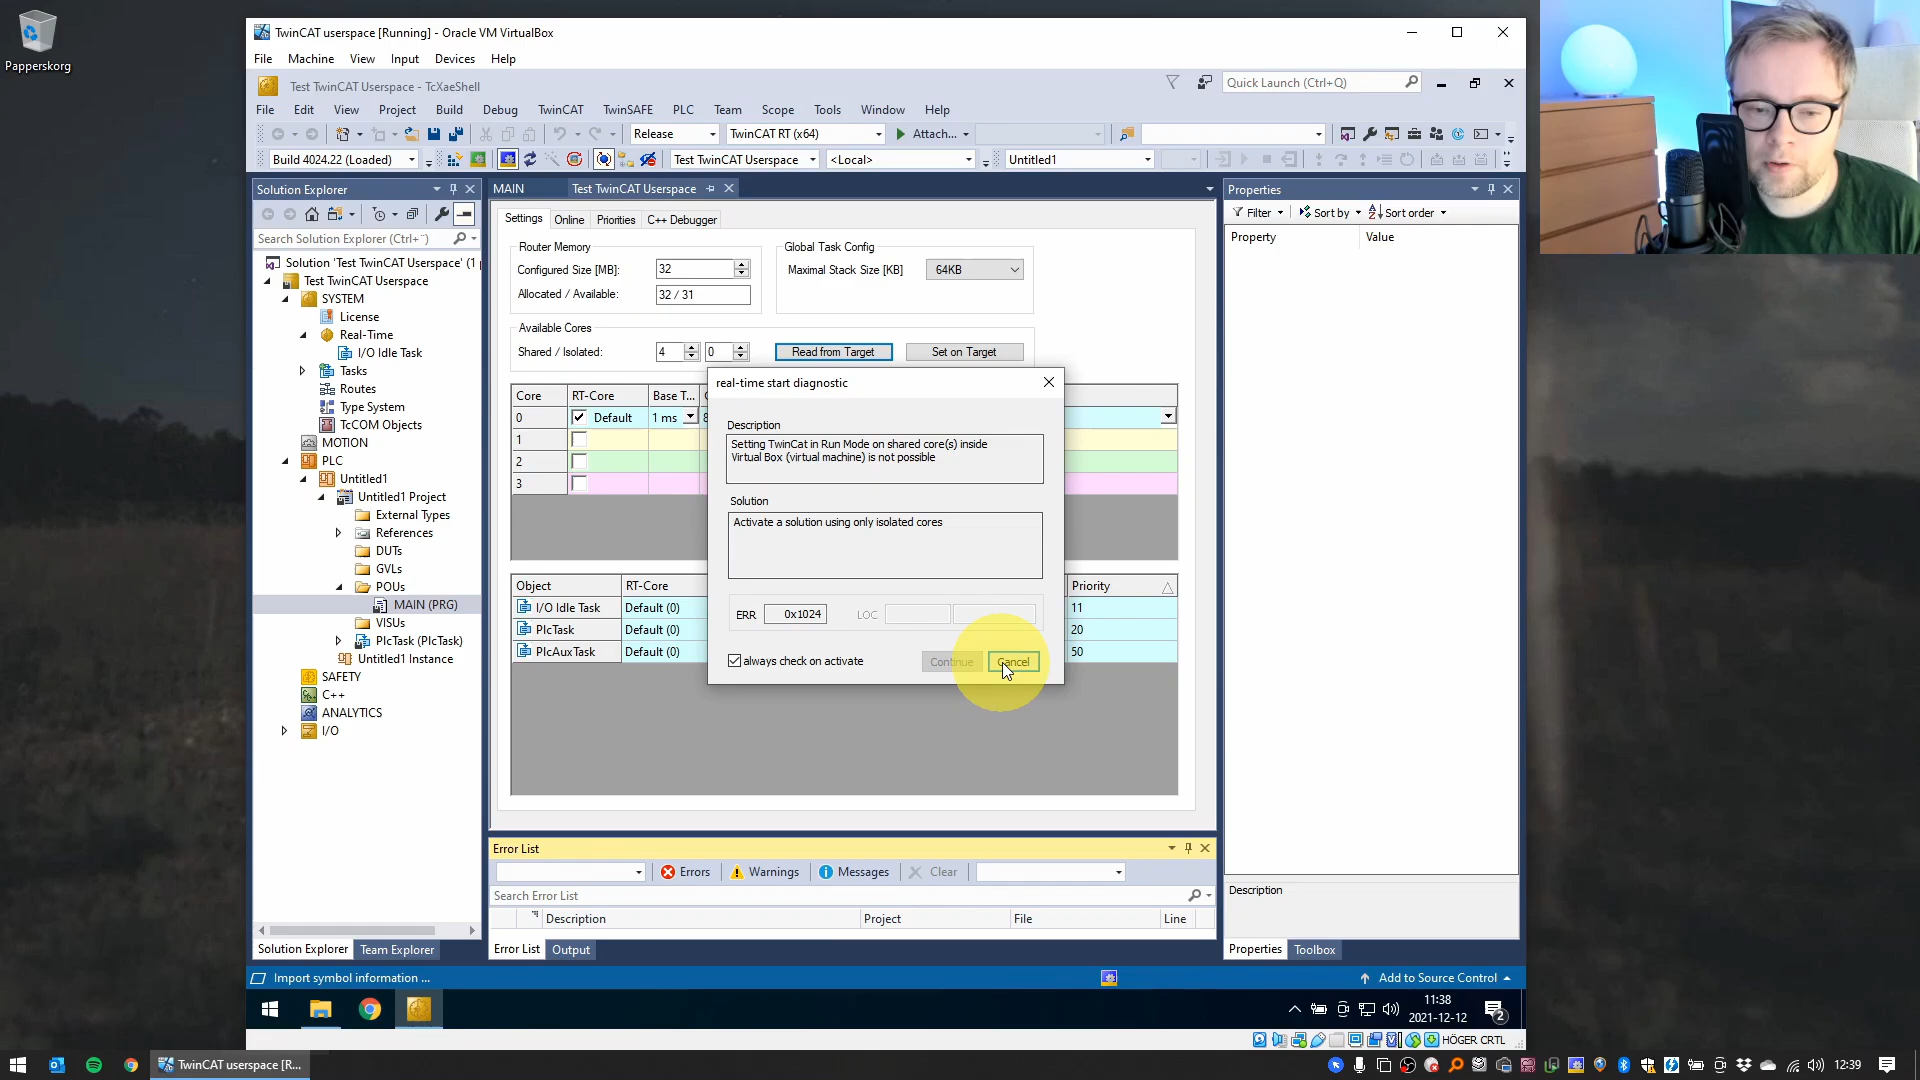 Papperskorg
TwinCAT userspace [Running] - Oracle VM VirtualBox
File Machine View Input Devices Help
Test TwinCAT Userspace - TcXaeShell
Quick Launch (Ctrl+Q)
File Edit View Project Build Debug TwinCAT TwinSAFE PLC Team Scope Tools Window Help
Release TwinCAT RT (x64) Attach...
Build 4024.22 (Loaded) Test TwinCAT Userspace <Local> Untitled1
Solution Explorer
Search Solution Explorer (Ctrl+¨)
Solution 'Test TwinCAT Userspace' (1 p
Test TwinCAT Userspace
SYSTEM
License
Real-Time
I/O Idle Task
Tasks
Routes
Type System
TcCOM Objects
MOTION
PLC
Untitled1
Untitled1 Project
External Types
References
DUTs
GVLs
POUs
MAIN (PRG)
VISUs
PlcTask (PlcTask)
Untitled1 Instance
SAFETY
C++
ANALYTICS
I/O
Solution Explorer Team Explorer
MAIN Test TwinCAT Userspace
Settings Online Priorities C++ Debugger
Router Memory
Configured Size [MB]: 32
Allocated / Available: 32 / 31
Global Task Config
Maximal Stack Size [KB] 64KB
Available Cores
Shared / Isolated: 4 0 Read from Target Set on Target
Core RT-Core Base T...
0 Default 1 ms 8
1
2
3
Object RT-Core Priority
I/O Idle Task Default (0) 11
PlcTask Default (0) 20
PlcAuxTask Default (0) 50
real-time start diagnostic
Description
Setting TwinCat in Run Mode on shared core(s) inside
Virtual Box (virtual machine) is not possible
Solution
Activate a solution using only isolated cores
ERR 0x1024 LOC
always check on activate Continue Cancel
Error List
Errors Warnings Messages Clear
Search Error List
Description Project File Line
Error List Output
Properties
Filter Sort by Sort order
Property Value
Description
Properties Toolbox
Import symbol information ... Add to Source Control
11:38
2021-12-12
2
HÖGER CRTL
TwinCAT userspace [R...
12:39